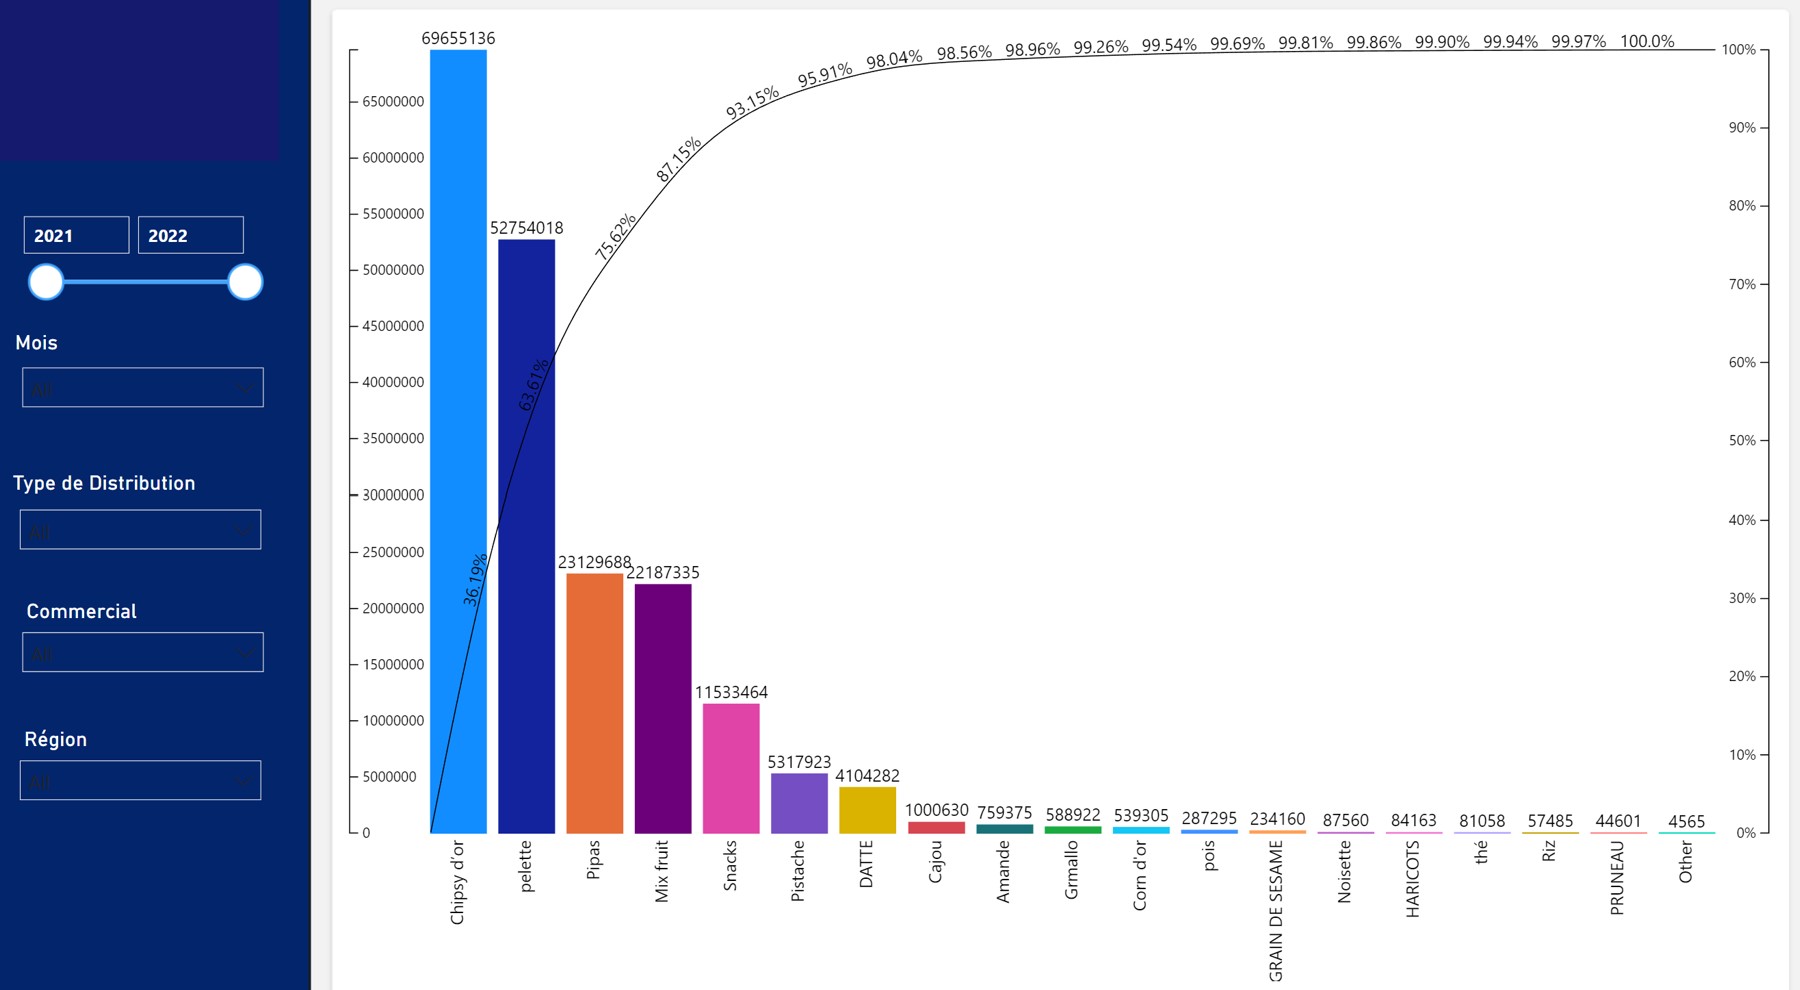 2021
2022
Mois
All
Type de Distribution
All
Commercial
All
Région
All
65000000
60000000
55000000
50000000
45000000
40000000
35000000
30000000
25000000
20000000
15000000
10000000
5000000
0
69655136
52754018
23129688
22187335
11533464
5317923
4104282
1000630
759375
588922
539305
287295
234160
87560
84163
81058
57485
44601
4565
36.19%
63.61%
75.62%
87.15%
93.15%
95.91%
98.04%
98.56%
98.96%
99.26%
99.54%
99.69%
99.81%
99.86%
99.90%
99.94%
99.97%
100.0%
100%
90%
80%
70%
60%
50%
40%
30%
20%
10%
0%
Chipsy d'or
pelette
Pipas
Mix fruit
Snacks
Pistache
DATTE
Cajou
Amande
Grmallo
Corn d'or
pois
GRAIN DE SESAME
Noisette
HARICOTS
thé
Riz
PRUNEAU
Other